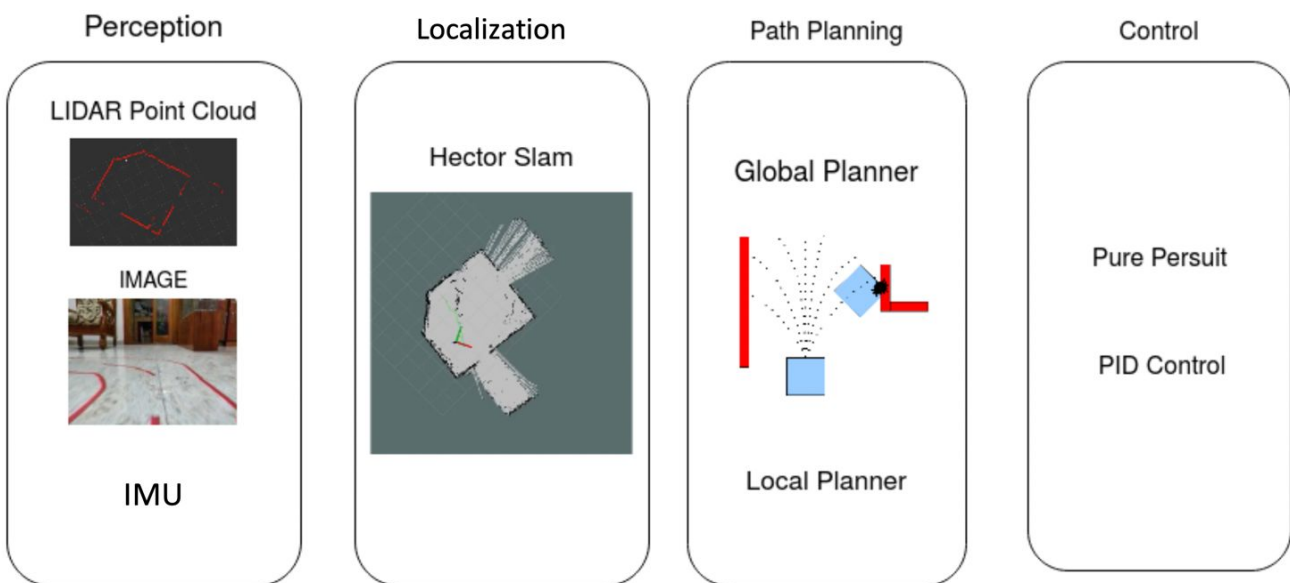 Perception
LIDAR Point Cloud
IMAGE
IMU
Localization
Hector Slam
Path Planning
Global Planner
Local Planner
Control
Pure Persuit
PID Control